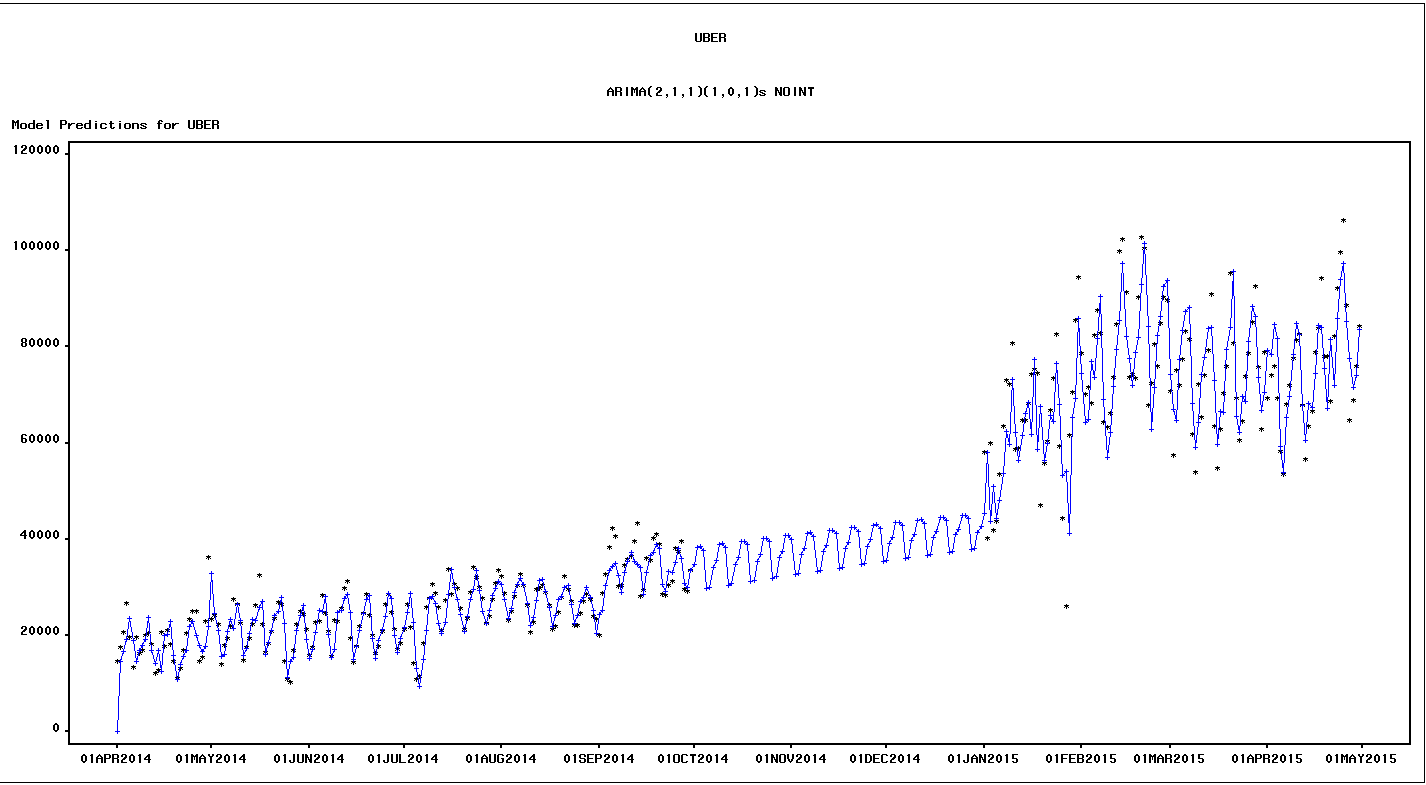 UBER
ARIMA(2,1,1)(1,0,1)s NOINT
Model Predictions for UBER
120000
100000
80000
60000
40000
20000
0
01APR2014 01MAY2014 01JUN2014 01JUL2014 01AUG2014 01SEP2014 01OCT2014 01NOV2014 01DEC2014 01JAN2015 01FEB2015 01MAR2015 01APR2015 01MAY2015